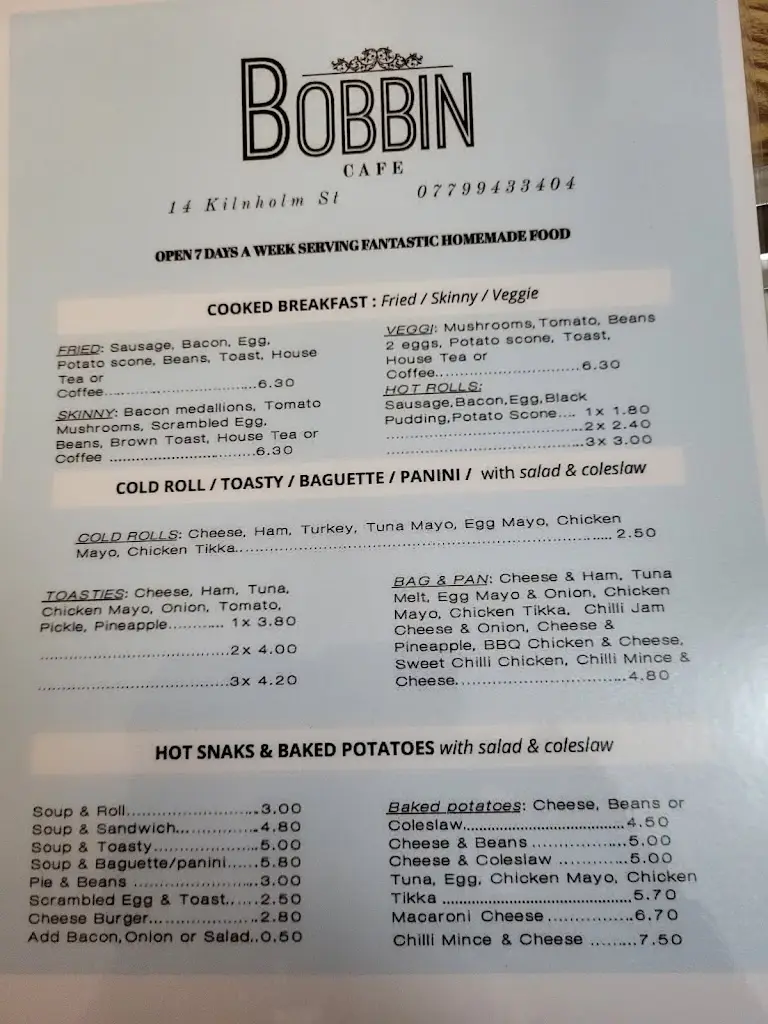 BOBBIN
CAFE
14 Kilnholm St
07799433404
OPEN 7 DAYS A WEEK SERVING FANTASTIC HOMEMADE FOOD
COOKED BREAKFAST : Fried / Skinny / Veggie
FRIED: Sausage, Bacon, Egg,
Potato scone, Beans, Toast, House
Tea or
Coffee..............................6.30
SKINNY: Bacon medallions, Tomato
Mushrooms, Scrambled Egg,
Beans, Brown Toast, House Tea or
Coffee .............................6.30
VEGGI: Mushrooms, Tomato, Beans
2 eggs, Potato scone, Toast,
House Tea or
Coffee.............................6.30
HOT ROLLS:
Sausage,Bacon,Egg,Black
Pudding,Potato Scone.... 1x 1.80
.......................................2x 2.40
.......................................3x 3.00
COLD ROLL / TOASTY / BAGUETTE / PANINI / with salad & coleslaw
COLD ROLLS: Cheese, Ham, Turkey, Tuna Mayo, Egg Mayo, Chicken
Mayo, Chicken Tikka........................................................................... 2.50
TOASTIES: Cheese, Ham, Tuna,
Chicken Mayo, Onion, Tomato,
Pickle, Pineapple........... 1x 3.80
.......................................2x 4.00
.......................................3x 4.20
BAG & PAN: Cheese & Ham, Tuna
Melt, Egg Mayo & Onion, Chicken
Mayo, Chicken Tikka, Chilli Jam
Cheese & Onion, Cheese &
Pineapple, BBQ Chicken & Cheese,
Sweet Chilli Chicken, Chilli Mince &
Cheese..................................4.80
HOT SNAKS & BAKED POTATOES with salad & coleslaw
Soup & Roll..........................3.00
Soup & Sandwich................4.80
Soup & Toasty.....................5.00
Soup & Baguette/panini......5.80
Pie & Beans ........................3.00
Scrambled Egg & Toast......2.50
Cheese Burger.....................2.80
Add Bacon,Onion or Salad..0.50
Baked potatoes: Cheese, Beans or
Coleslaw.....................................4.50
Cheese & Beans ...................5.00
Cheese & Coleslaw .............5.00
Tuna, Egg, Chicken Mayo, Chicken
Tikka ...........................................5.70
Macaroni Cheese.................6.70
Chilli Mince & Cheese .........7.50